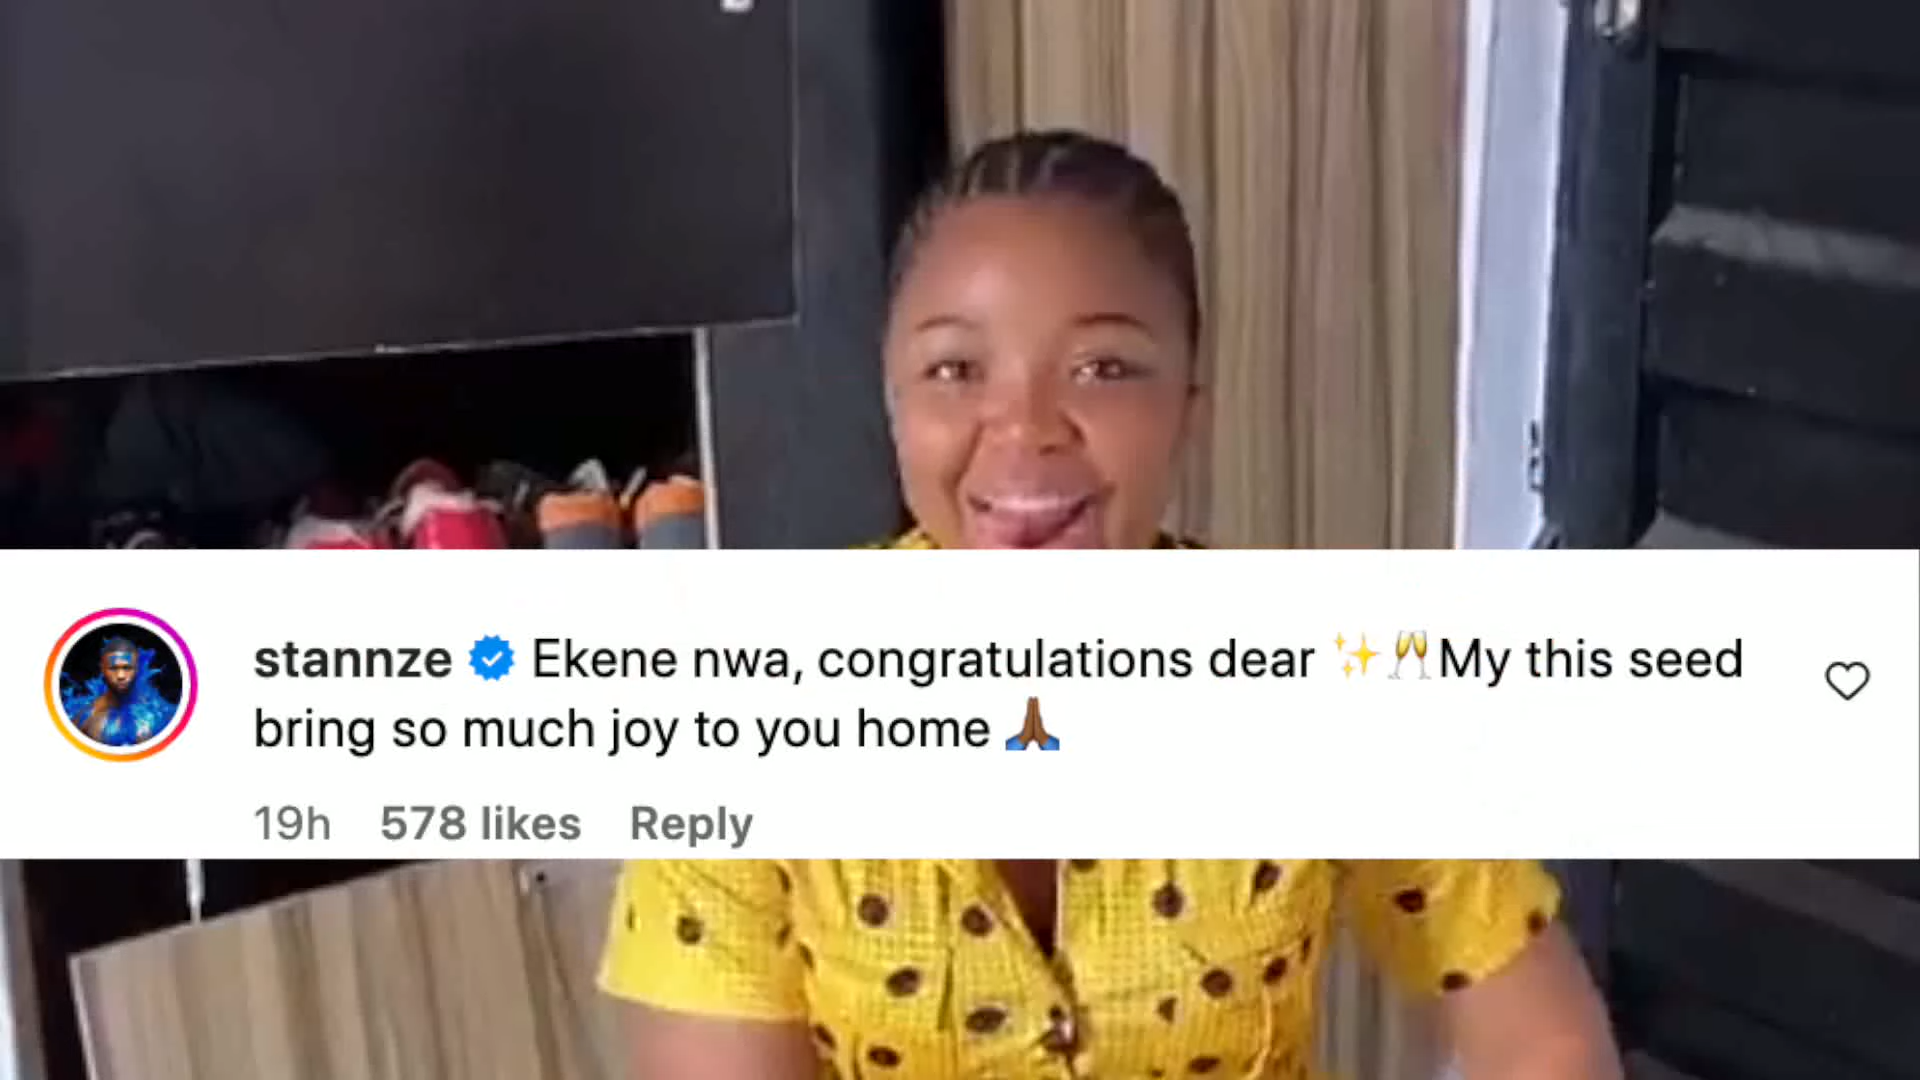 stannze Ekene nwa, congratulations dear ✨🥂My this seed
bring so much joy to you home 🙏🏾
19h 578 likes Reply